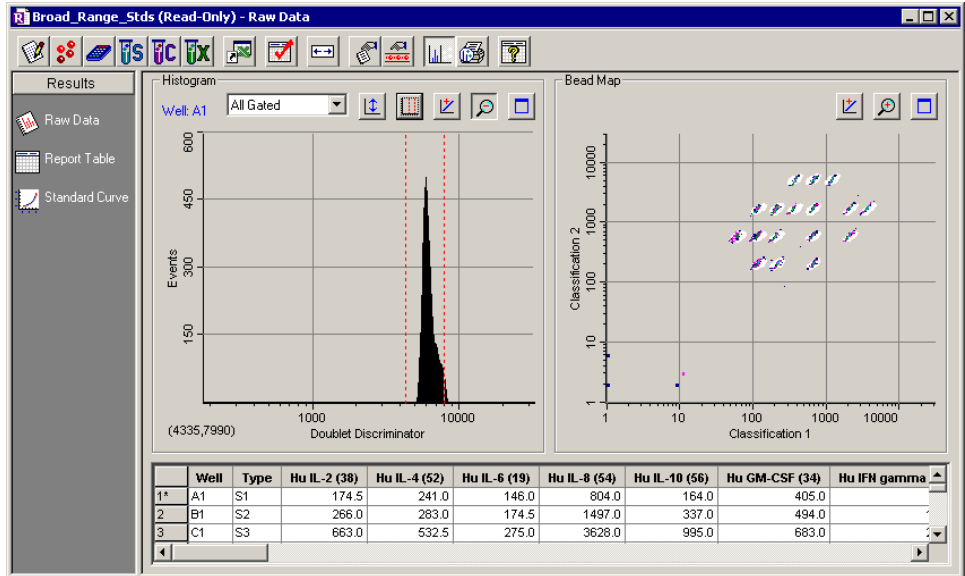 Broad_Range_Stds (Read-Only) - Raw Data
S C X
Results
Raw Data
Report Table
Standard Curve
Histogram
Well: A1 All Gated
600
450
300
150
Events
1000 10000
(4335,7990) Doublet Discriminator
Bead Map
10000
1000
100
10
1
Classification 2
1 10 100 1000 10000
Classification 1
Well Type Hu IL-2 (38) Hu IL-4 (52) Hu IL-6 (19) Hu IL-8 (54) Hu IL-10 (56) Hu GM-CSF (34) Hu IFN gamma
1* A1 S1 174.5 241.0 146.0 804.0 164.0 405.0
2 B1 S2 266.0 283.0 174.5 1497.0 337.0 494.0
3 C1 S3 663.0 532.5 275.0 3628.0 995.0 683.0